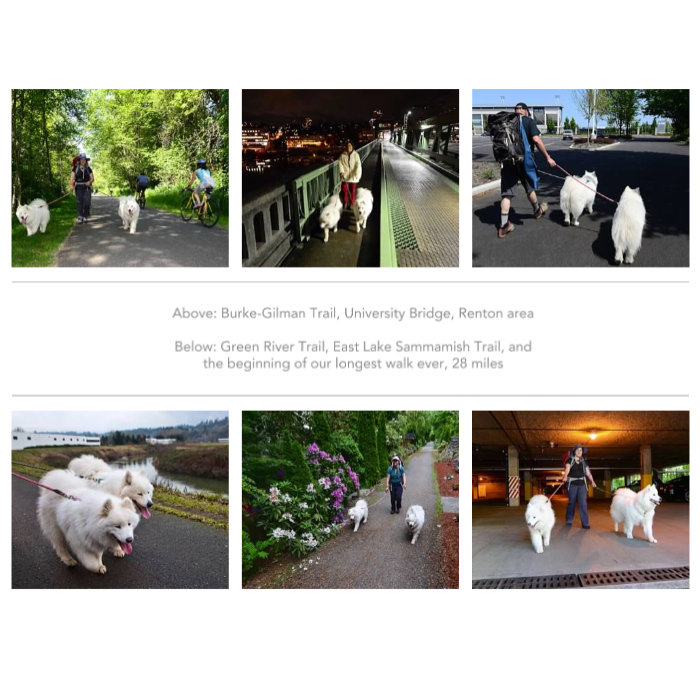 Above: Burke-Gilman Trail, University Bridge, Renton area
Below: Green River Trail, East Lake Sammamish Trail, and
the beginning of our longest walk ever, 28 miles